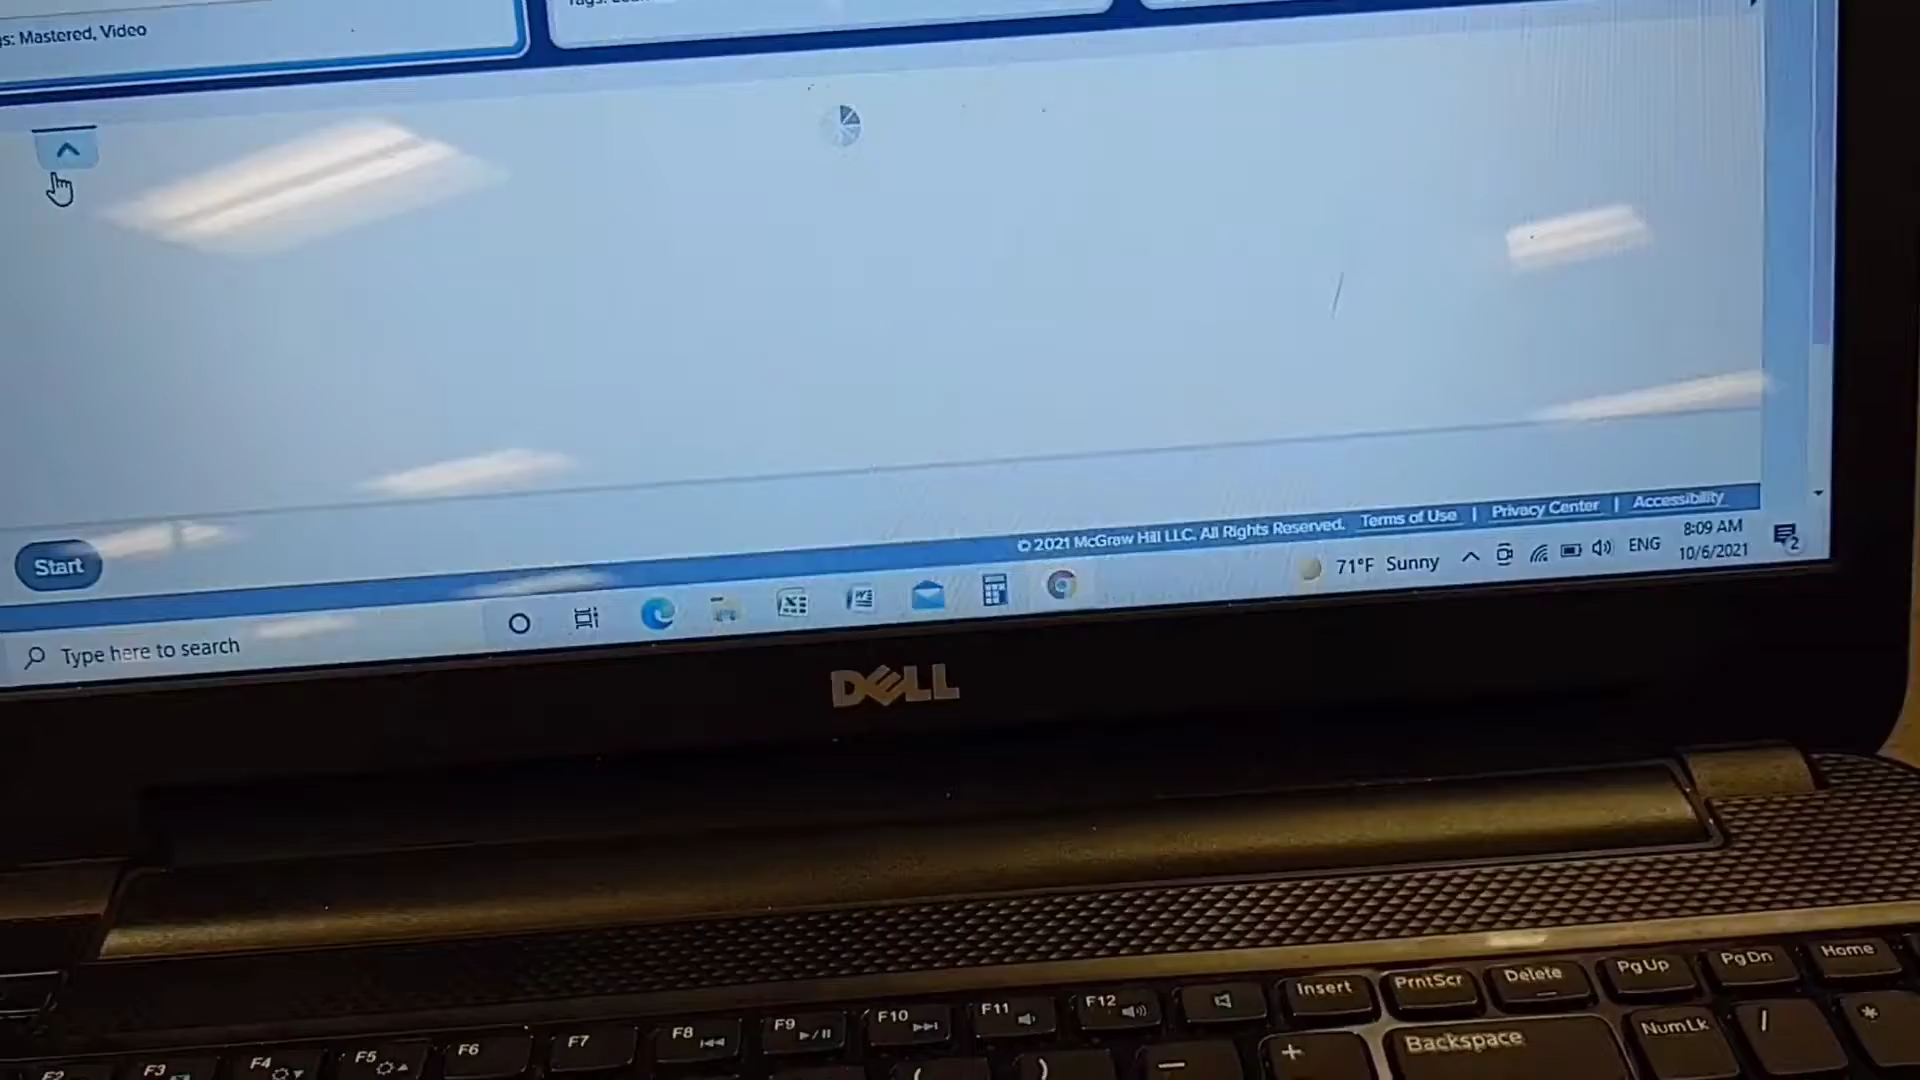 Mastered, Video
Start
© 2021 McGraw Hill LLC. All Rights Reserved. Terms of Use | Privacy Center | Accessibility
Type here to search
71°F Sunny
ENG
8:09 AM
10/6/2021
2
DELL
Insert
PrntScr
Delete
PgUp
PgDn
Home
F2
F3
F4
F5
F6
F7
F8
F9
F10
F11
F12
(
)
—
+
Backspace
NumLk
/
*